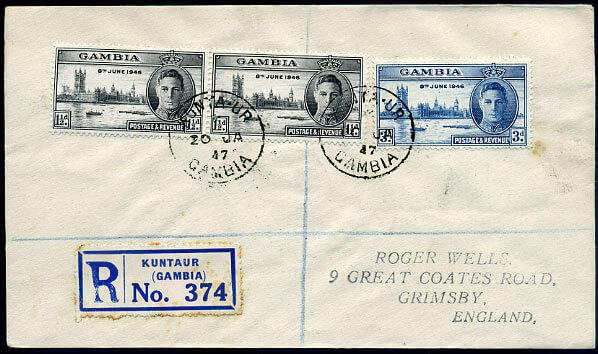 GAMBIA
8TH JUNE 1946
1½d
POSTAGE & REVENUE
GAMBIA
8TH JUNE 1946
1½d
POSTAGE & REVENUE
1½d
GAMBIA
8TH JUNE 1946
3d
POSTAGE & REVENUE
3d
20 JA
47
GAMBIA
47
GAMBIA
R
KUNTAUR
(GAMBIA)
No. 374
ROGER WELLS,
9 GREAT COATES ROAD,
GRIMSBY,
ENGLAND,